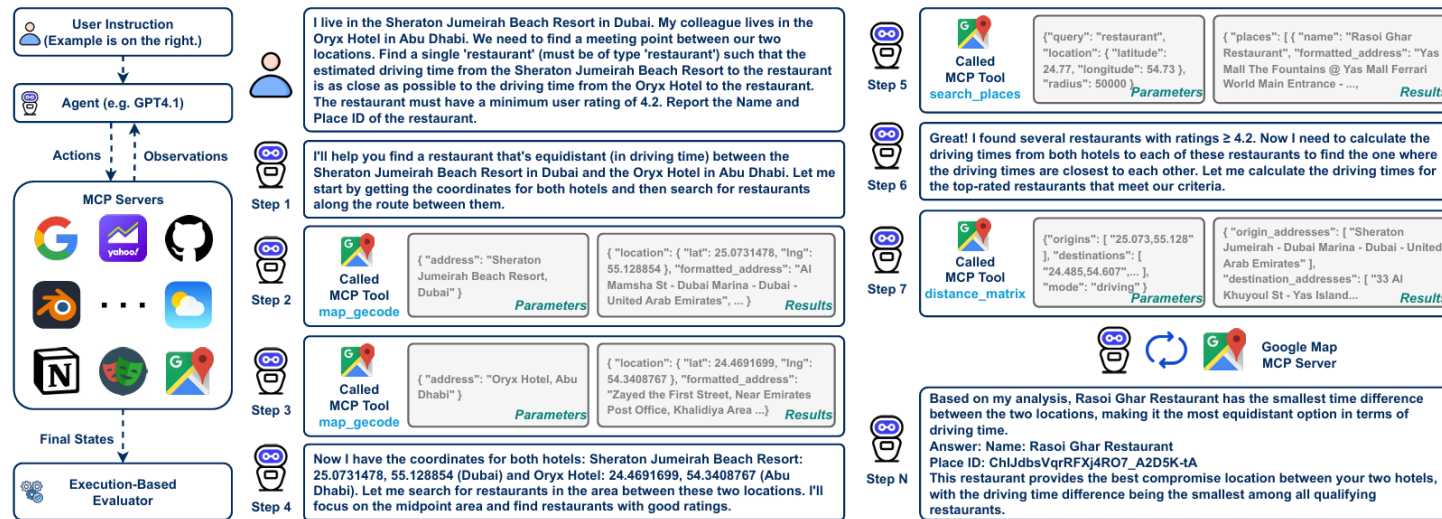 User Instruction
(Example is on the right.)
Agent (e.g. GPT4.1)
Actions
Observations
MCP Servers
yahoo!
Final States
Execution-Based
Evaluator
I live in the Sheraton Jumeirah Beach Resort in Dubai. My colleague lives in the
Oryx Hotel in Abu Dhabi. We need to find a meeting point between our two
locations. Find a single 'restaurant' (must be of type 'restaurant') such that the
estimated driving time from the Sheraton Jumeirah Beach Resort to the restaurant
is as close as possible to the driving time from the Oryx Hotel to the restaurant.
The restaurant must have a minimum user rating of 4.2. Report the Name and
Place ID of the restaurant.
Step 1
I'll help you find a restaurant that's equidistant (in driving time) between the
Sheraton Jumeirah Beach Resort in Dubai and the Oryx Hotel in Abu Dhabi. Let me
start by getting the coordinates for both hotels and then search for restaurants
along the route between them.
Step 2
Called
MCP Tool
map_gecode
{ "address": "Sheraton
Jumeirah Beach Resort,
Dubai" }
Parameters
{ "location": { "lat": 25.0731478, "lng":
55.128854 }, "formatted_address": "Al
Mamsha St - Dubai Marina - Dubai -
United Arab Emirates", ... }
Results
Step 3
Called
MCP Tool
map_gecode
{ "address": "Oryx Hotel, Abu
Dhabi" }
Parameters
{ "location": { "lat": 24.4691699, "lng":
54.3408767 }, "formatted_address":
"Zayed the First Street, Near Emirates
Post Office, Khalidiya Area ...}
Results
Step 4
Now I have the coordinates for both hotels: Sheraton Jumeirah Beach Resort:
25.0731478, 55.128854 (Dubai) and Oryx Hotel: 24.4691699, 54.3408767 (Abu
Dhabi). Let me search for restaurants in the area between these two locations. I'll
focus on the midpoint area and find restaurants with good ratings.
Step 5
Called
MCP Tool
search_places
{"query": "restaurant",
"location": { "latitude":
24.77, "longitude": 54.73 },
"radius": 50000 }
Parameters
{ "places": [ { "name": "Rasoi Ghar
Restaurant", "formatted_address": "Yas
Mall The Fountains @ Yas Mall Ferrari
World Main Entrance - ...,
Results
Step 6
Great! I found several restaurants with ratings ≥ 4.2. Now I need to calculate the
driving times from both hotels to each of these restaurants to find the one where
the driving times are closest to each other. Let me calculate the driving times for
the top-rated restaurants that meet our criteria.
Step 7
Called
MCP Tool
distance_matrix
{"origins": [ "25.073,55.128"
], "destinations": [
"24.485,54.607",... ],
"mode": "driving" }
Parameters
{ "origin_addresses": [ "Sheraton
Jumeirah - Dubai Marina - Dubai - United
Arab Emirates" ],
"destination_addresses": [ "33 Al
Khuyoul St - Yas Island...
Results
Google Map
MCP Server
Step N
Based on my analysis, Rasoi Ghar Restaurant has the smallest time difference
between the two locations, making it the most equidistant option in terms of
driving time.
Answer: Name: Rasoi Ghar Restaurant
Place ID: ChIJdbsVqrRFXj4RO7_A2D5K-tA
This restaurant provides the best compromise location between your two hotels,
with the driving time difference being the smallest among all qualifying
restaurants.